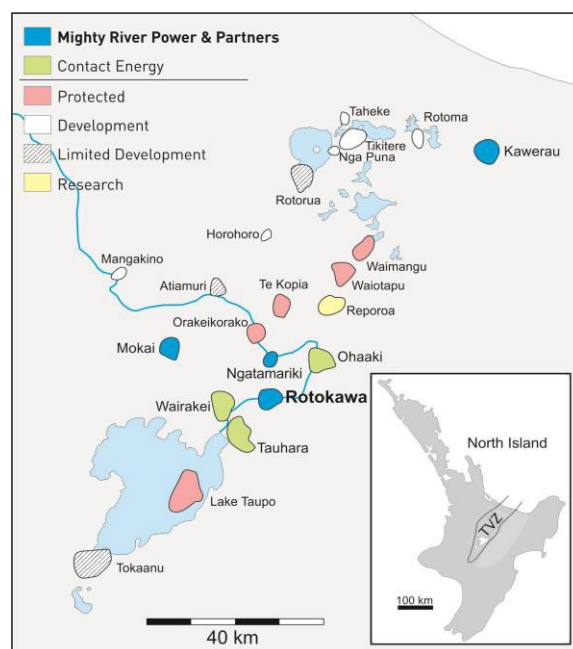 Mighty River Power & Partners
Contact Energy
Protected
Development
Limited Development
Research
Taheke
Rotoma
Tikitere
Nga Puna
Kawerau
Rotorua
Horohoro
Waimangu
Mangakino
Waiotapu
Atiamuri
Te Kopia
Reporoa
Orakeikorako
Mokai
Ohaaki
Ngatamariki
Rotokawa
Wairakei
Tauhara
North Island
Lake Taupo
TVZ
Tokaanu
100 km
40 km